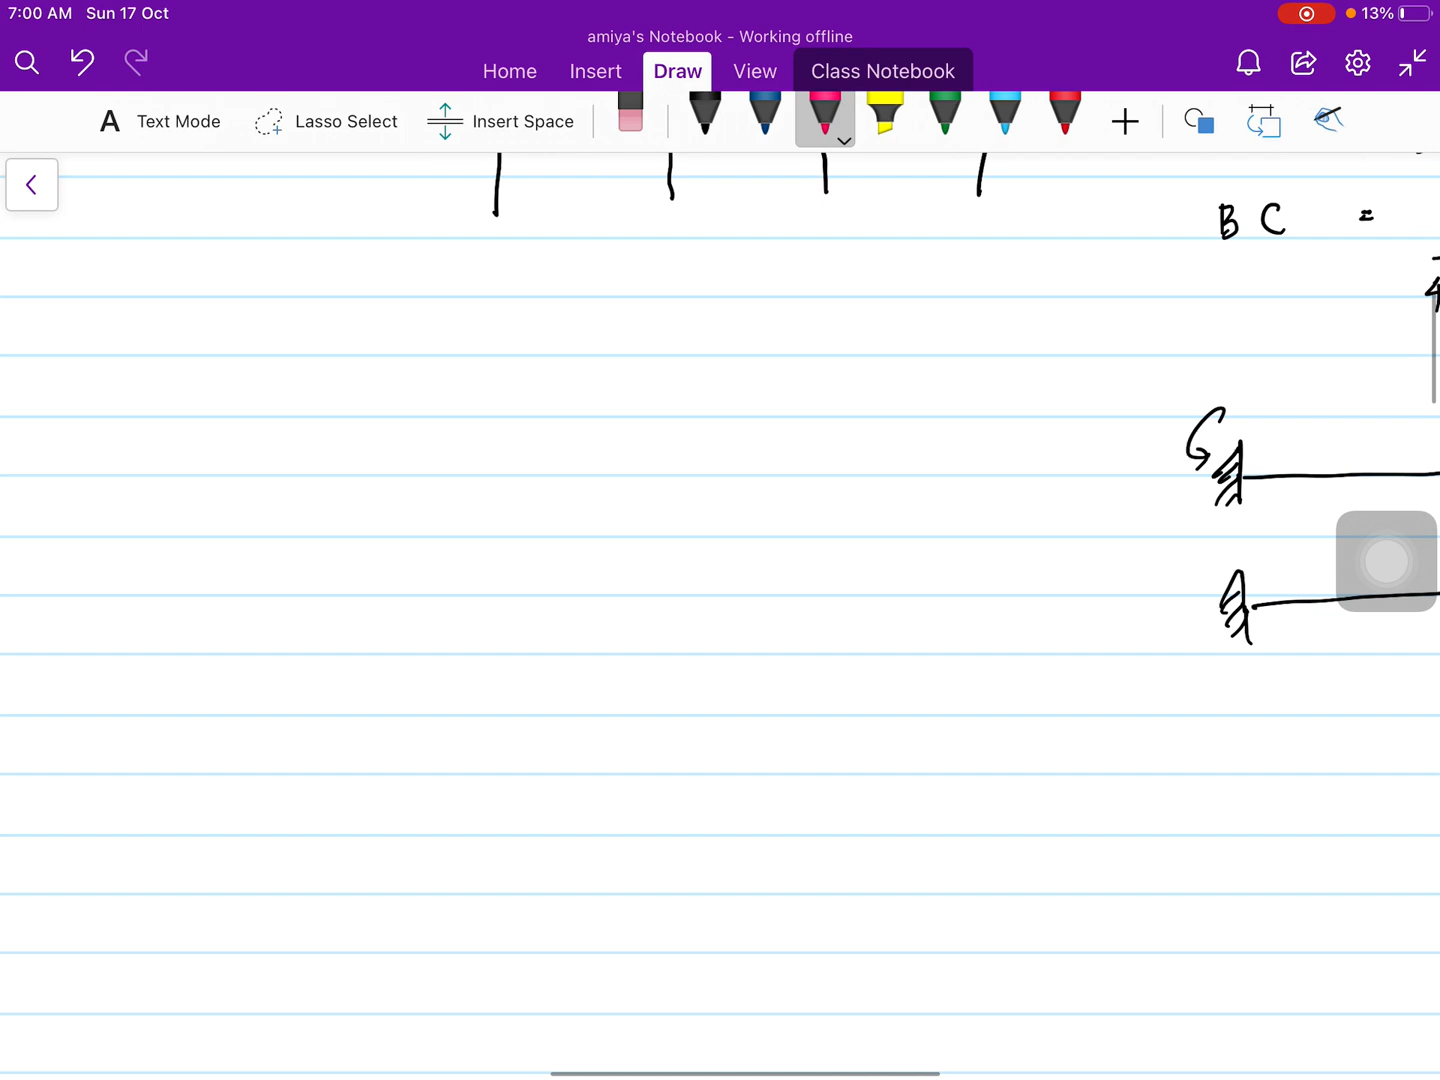 7:00 AM Sun 17 Oct
13%
amiya's Notebook - Working offline
Home Insert Draw View Class Notebook
A Text Mode Lasso Select Insert Space
B C =